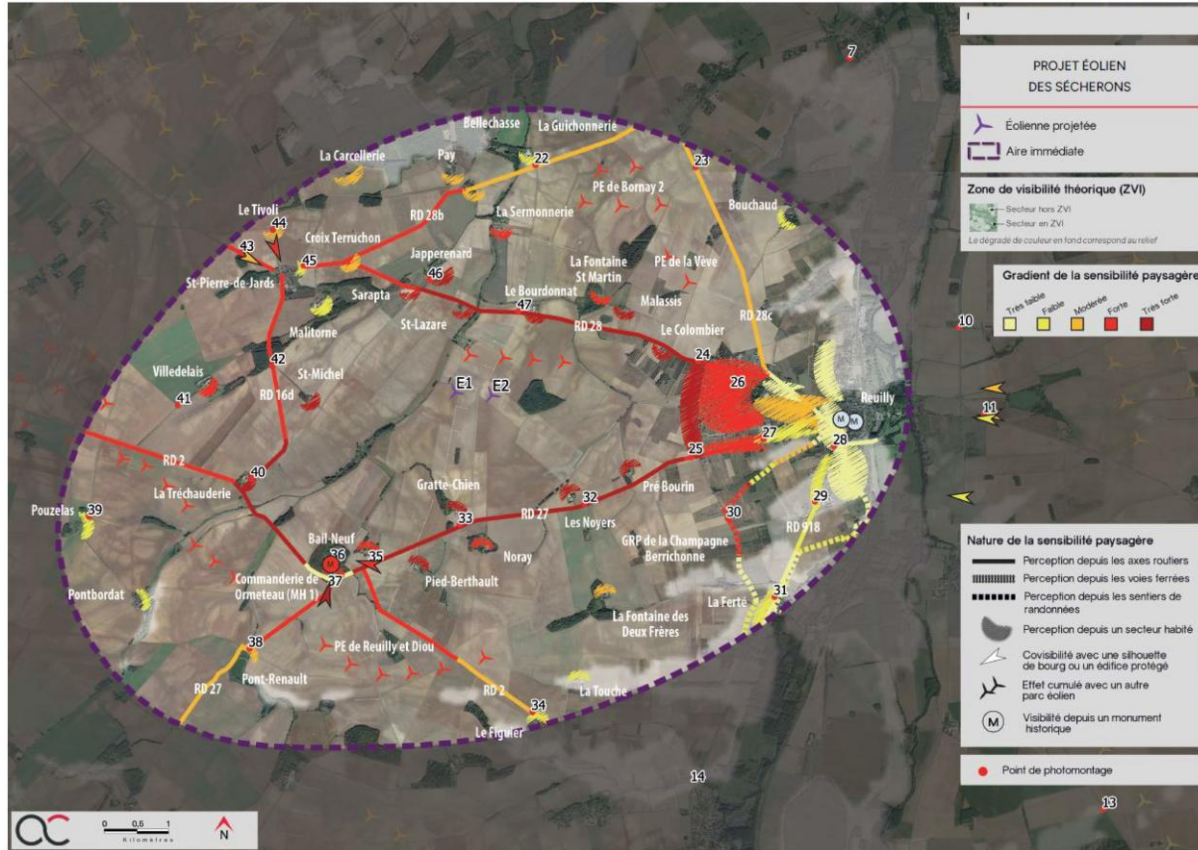 I
PROJET ÉOLIEN
DES SÉCHERONS
Éolienne projetée
Aire immédiate
Zone de visibilité théorique (ZVI)
Secteur hors ZVI
Secteur en ZVI
Le dégradé de couleur en fond correspond au relief
Gradient de la sensibilité paysagère
Très faible
Faible
Modérée
Forte
Très forte
Nature de la sensibilité paysagère
Perception depuis les axes routiers
Perception depuis les voies ferrées
Perception depuis les sentiers de
randonnées
Perception depuis un secteur habité
Covisibilité avec une silhouette
de bourg ou un édifice protégé
Effet cumulé avec un autre
parc éolien
M
Visibilité depuis un monument
historique
Point de photomontage
7
Bellechasse
La Guichonnerie
22
23
La Carcellerie
Pay
PE de Bornay 2
Bouchaud
RD 28b
La Sermonnerie
Le Tivoli
44
43
Croix Terruchon
45
Japperenard
46
La Fontaine
St Martin
PE de la Vève
St-Pierre-de-Jards
Sarapta
Le Bourdonnat
47
Malassis
RD 28c
10
Malitorne
St-Lazare
RD 28
Le Colombier
24
42
Villedelais
St-Michel
41
RD 16d
E1
E2
26
Reuilly
M
M
11
27
28
25
RD 2
40
La Tréchauderie
Gratte-Chien
Pré Bourin
32
Les Noyers
29
Pouzelas
39
33
RD 27
30
RD 918
Bail-Neuf
36
M
35
Noray
GRP de la Champagne
Berrichonne
37
Commanderie de
Ormeteau (MH 1)
Pied-Berthault
Pontbordat
La Ferté
31
La Fontaine des
Deux Frères
38
PE de Reuilly et Diou
Pont-Renault
RD 27
RD 2
La Touche
34
Le Figuier
14
13
0
0,5
1
Kilomètres
N